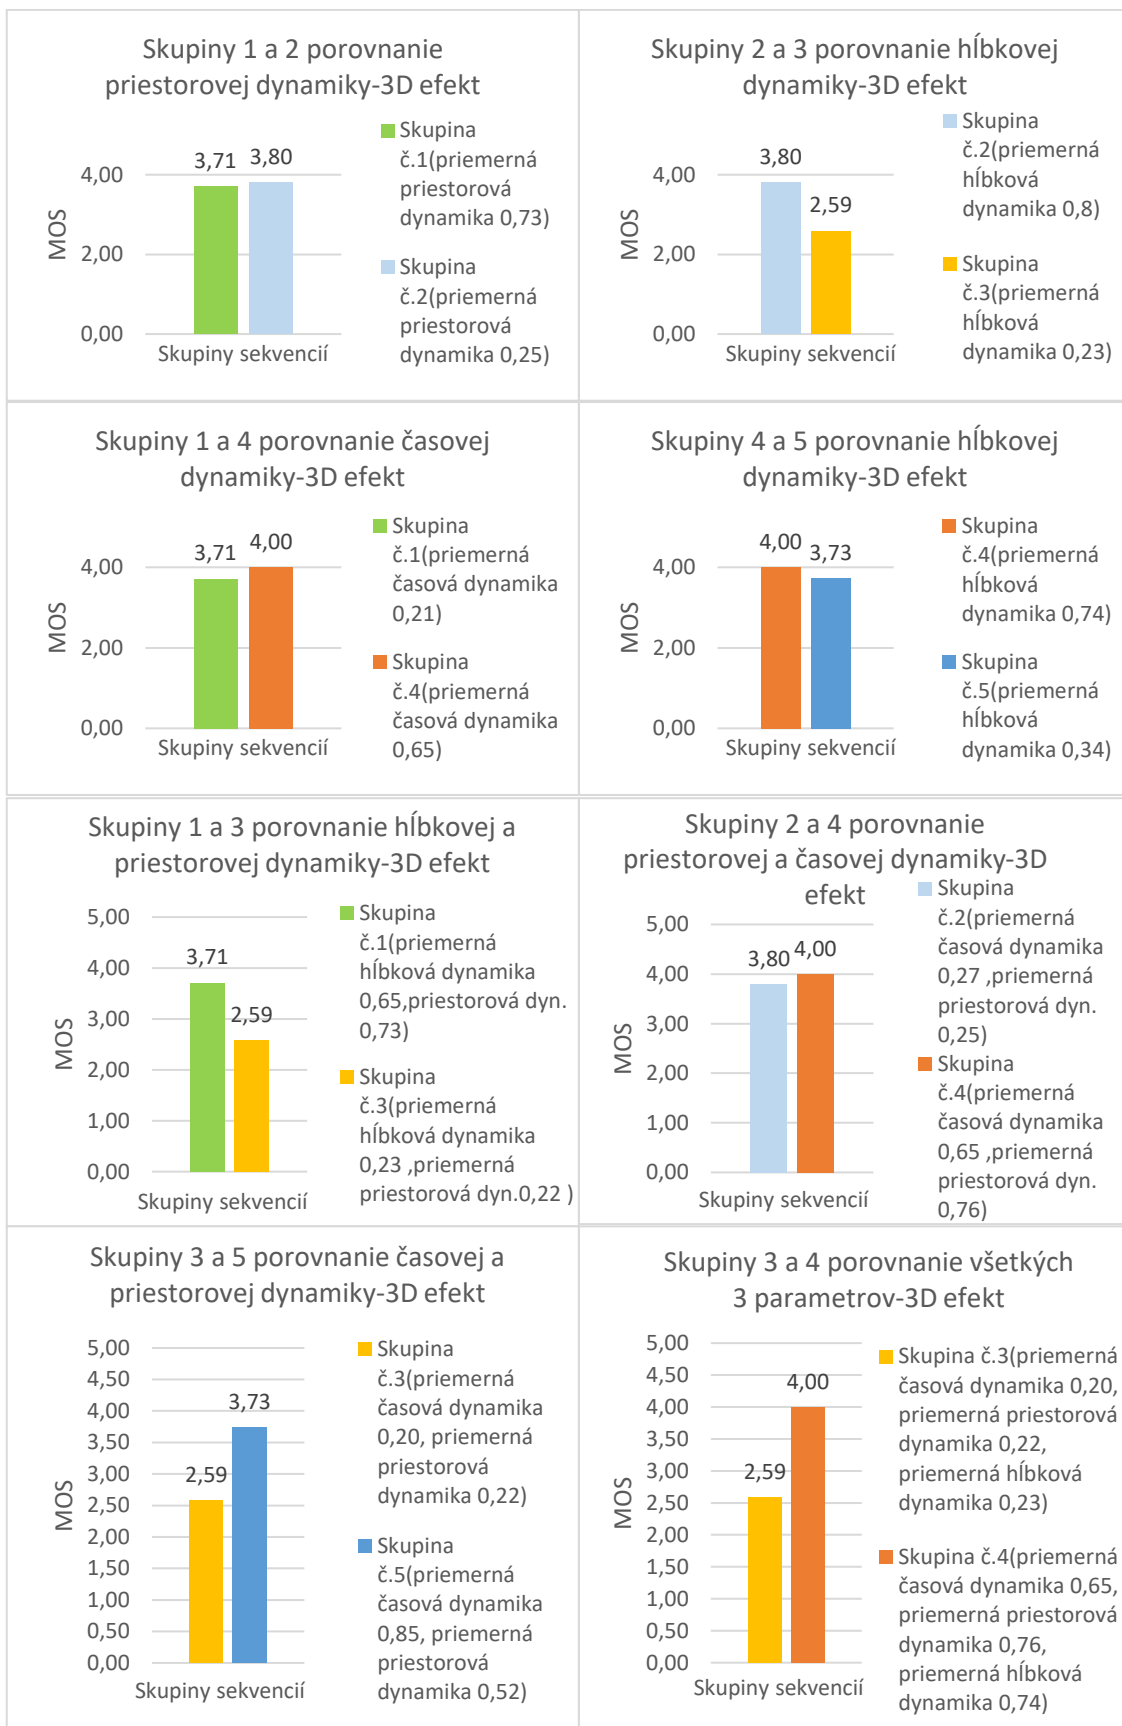 Skupiny 1 a 2 porovnanie
priestorovej dynamiky-3D efekt
4,00
2,00
0,00
MOS
3,71
3,80
Skupiny sekvencií
Skupina
č.1(priemerná
priestorová
dynamika 0,73)
Skupina
č.2(priemerná
priestorová
dynamika 0,25)
Skupiny 2 a 3 porovnanie hĺbkovej
dynamiky-3D efekt
4,00
2,00
0,00
MOS
3,80
2,59
Skupiny sekvencií
Skupina
č.2(priemerná
hĺbková
dynamika 0,8)
Skupina
č.3(priemerná
hĺbková
dynamika 0,23)
Skupiny 1 a 4 porovnanie časovej
dynamiky-3D efekt
4,00
2,00
0,00
MOS
3,71
4,00
Skupiny sekvencií
Skupina
č.1(priemerná
časová dynamika
0,21)
Skupina
č.4(priemerná
časová dynamika
0,65)
Skupiny 4 a 5 porovnanie hĺbkovej
dynamiky-3D efekt
4,00
2,00
0,00
MOS
4,00
3,73
Skupiny sekvencií
Skupina
č.4(priemerná
hĺbková
dynamika 0,74)
Skupina
č.5(priemerná
hĺbková
dynamika 0,34)
Skupiny 1 a 3 porovnanie hĺbkovej a
priestorovej dynamiky-3D efekt
5,00
4,00
3,00
2,00
1,00
0,00
MOS
3,71
2,59
Skupiny sekvencií
Skupina
č.1(priemerná
hĺbková dynamika
0,65,priestorová dyn.
0,73)
Skupina
č.3(priemerná
hĺbková dynamika
0,23 ,priemerná
priestorová dyn.0,22 )
Skupiny 2 a 4 porovnanie
priestorovej a časovej dynamiky-3D
efekt
5,00
4,00
3,00
2,00
1,00
0,00
MOS
3,80
4,00
Skupiny sekvencií
Skupina
č.2(priemerná
časová dynamika
0,27 ,priemerná
priestorová dyn.
0,25)
Skupina
č.4(priemerná
časová dynamika
0,65 ,priemerná
priestorová dyn.
0,76)
Skupiny 3 a 5 porovnanie časovej a
priestorovej dynamiky-3D efekt
5,00
4,50
4,00
3,50
3,00
2,50
2,00
1,50
1,00
0,50
0,00
MOS
2,59
3,73
Skupiny sekvencií
Skupina
č.3(priemerná
časová dynamika
0,20, priemerná
priestorová
dynamika 0,22)
Skupina
č.5(priemerná
časová dynamika
0,85, priemerná
priestorová
dynamika 0,52)
Skupiny 3 a 4 porovnanie všetkých
3 parametrov-3D efekt
5,00
4,50
4,00
3,50
3,00
2,50
2,00
1,50
1,00
0,50
0,00
MOS
2,59
4,00
Skupiny sekvencií
Skupina č.3(priemerná
časová dynamika 0,20,
priemerná priestorová
dynamika 0,22,
priemerná hĺbková
dynamika 0,23)
Skupina č.4(priemerná
časová dynamika 0,65,
priemerná priestorová
dynamika 0,76,
priemerná hĺbková
dynamika 0,74)